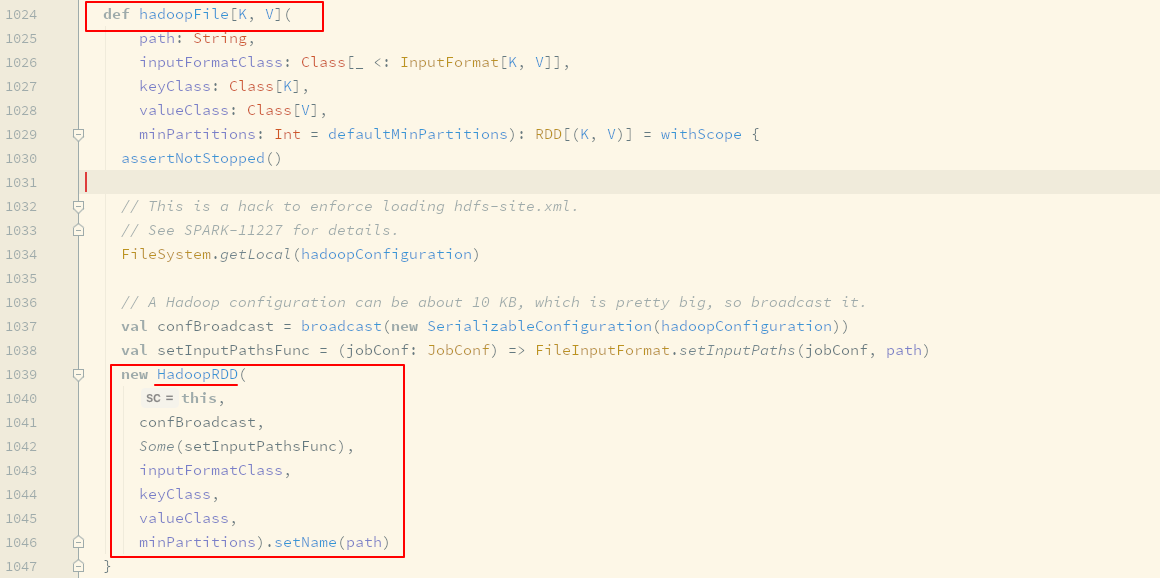 1024 def hadoopFile[K, V](
1025 path: String,
1026 inputFormatClass: Class[_ <: InputFormat[K, V]],
1027 keyClass: Class[K],
1028 valueClass: Class[V],
1029 minPartitions: Int = defaultMinPartitions): RDD[(K, V)] = withScope {
1030 assertNotStopped()
1031
1032 // This is a hack to enforce loading hdfs-site.xml.
1033 // See SPARK-11227 for details.
1034 FileSystem.getLocal(hadoopConfiguration)
1035
1036 // A Hadoop configuration can be about 10 KB, which is pretty big, so broadcast it.
1037 val confBroadcast = broadcast(new SerializableConfiguration(hadoopConfiguration))
1038 val setInputPathsFunc = (jobConf: JobConf) => FileInputFormat.setInputPaths(jobConf, path)
1039 new HadoopRDD(
1040 sc = this,
1041 confBroadcast,
1042 Some(setInputPathsFunc),
1043 inputFormatClass,
1044 keyClass,
1045 valueClass,
1046 minPartitions).setName(path)
1047 }